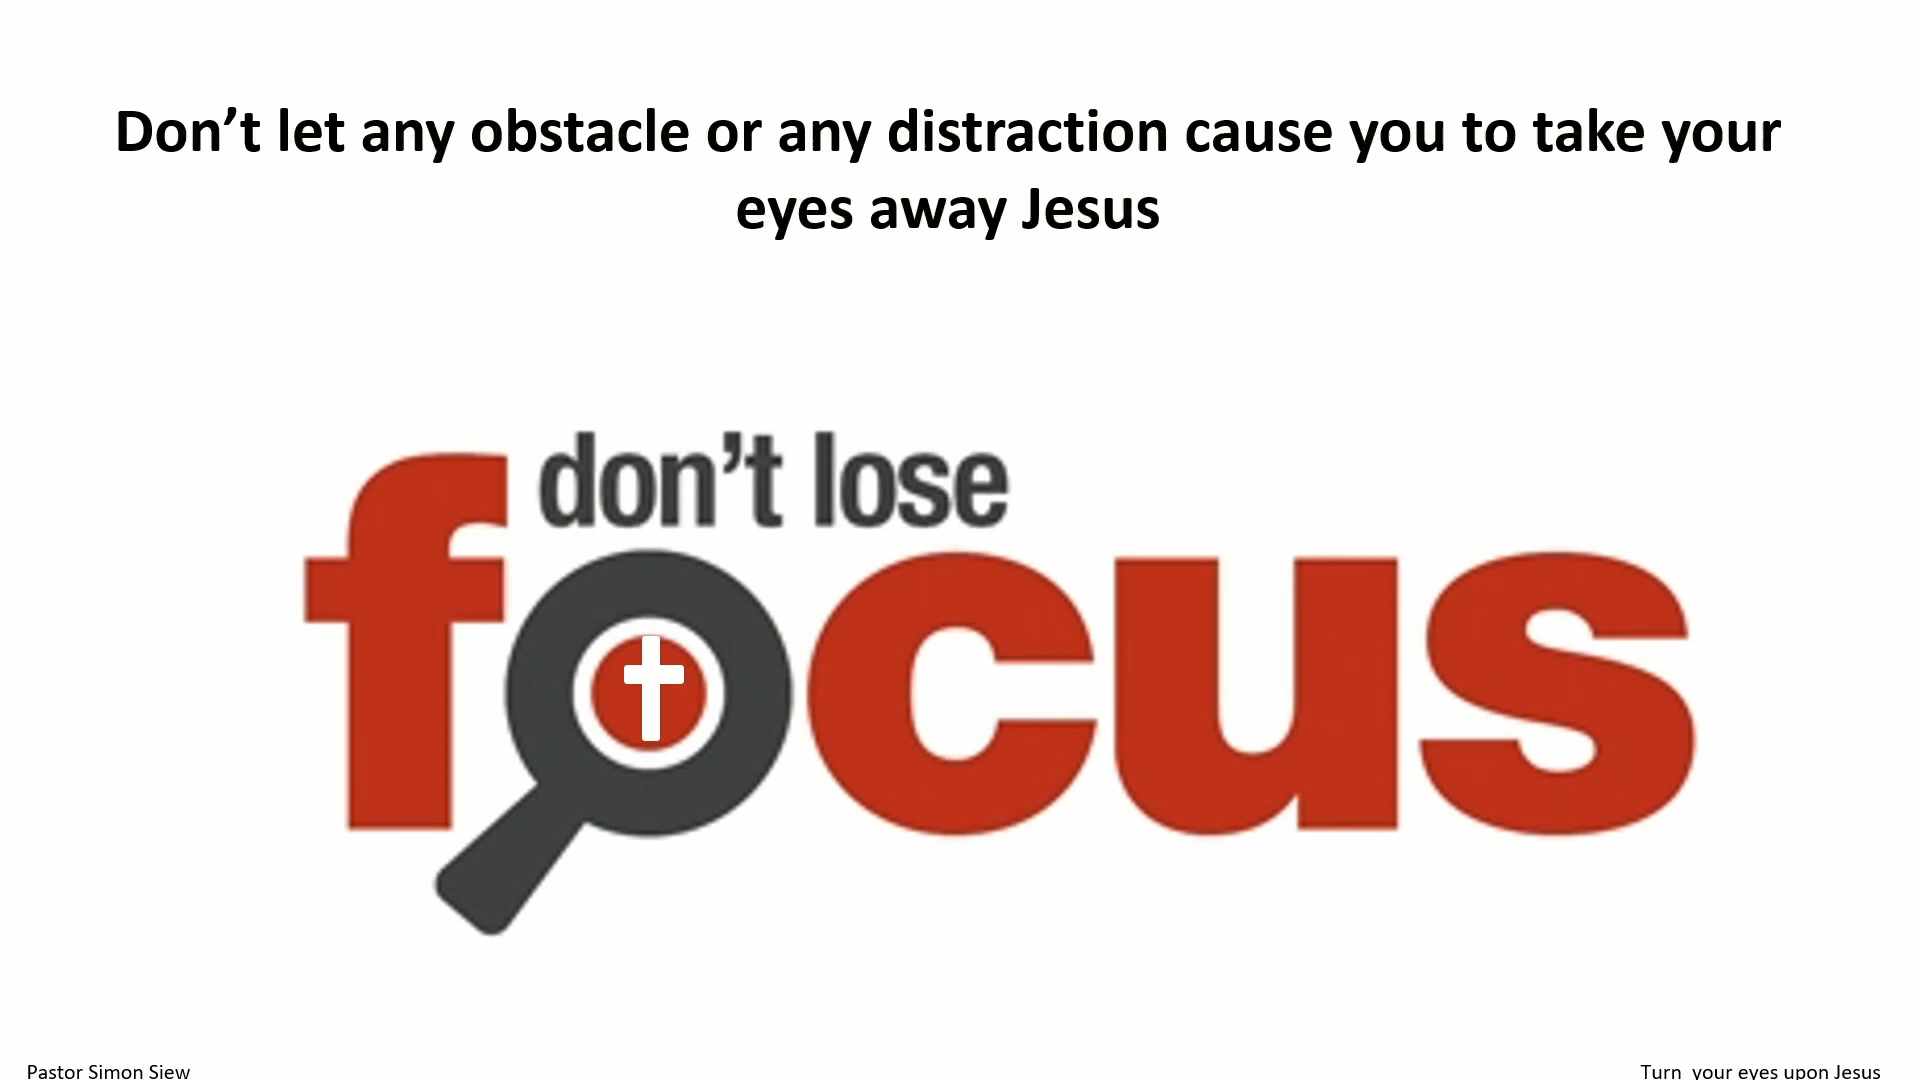 Don’t let any obstacle or any distraction cause you to take your
eyes away Jesus
don’t lose
focus
Pastor Simon Siew
Turn  your eyes upon Jesus